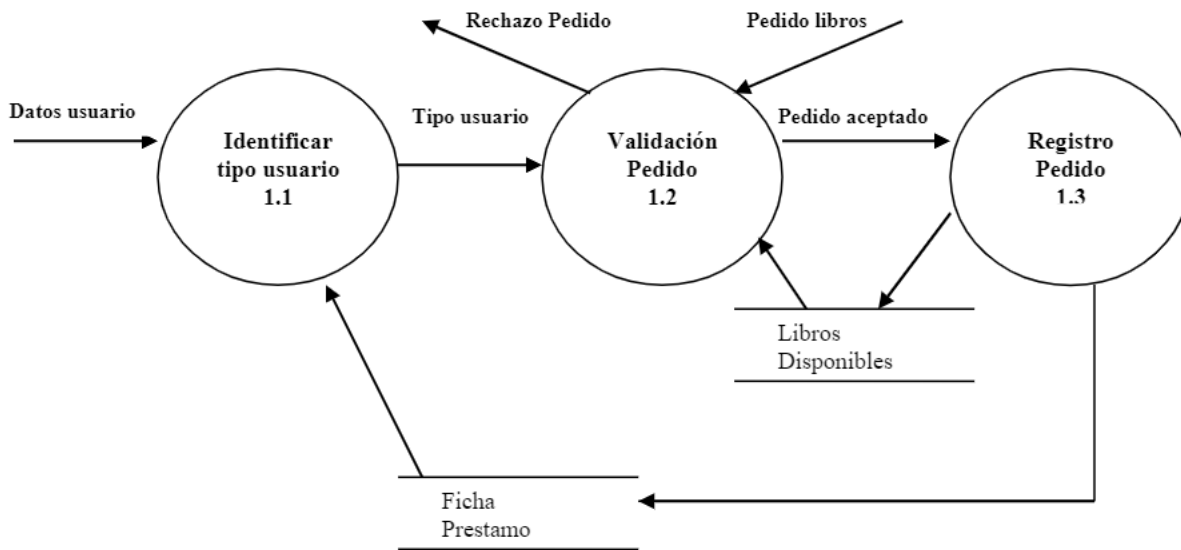 Rechazo Pedido
Pedido libros
Datos usuario
Identificar
tipo usuario
1.1
Tipo usuario
Validación
Pedido
1.2
Pedido aceptado
Registro
Pedido
1.3
Libros
Disponibles
Ficha
Prestamo